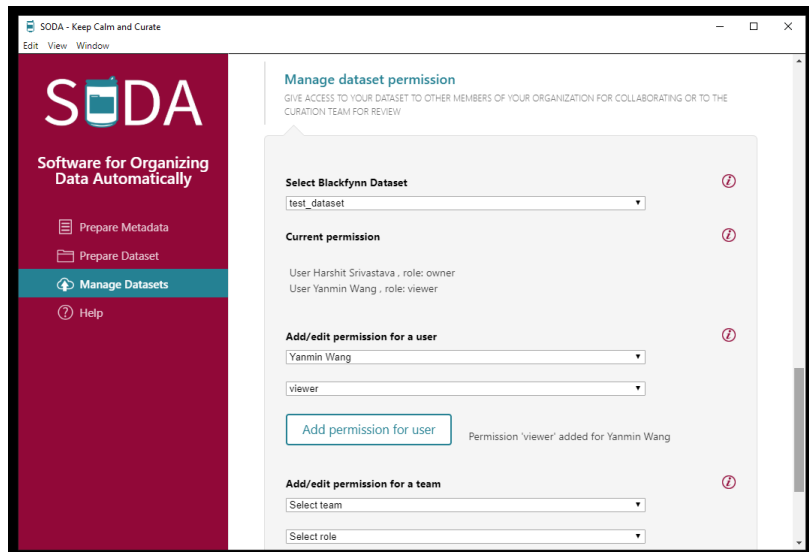 SODA - Keep Calm and Curate
Edit View Window
SODA
Software for Organizing
Data Automatically
Prepare Metadata
Prepare Dataset
Manage Datasets
Help
Manage dataset permission
GIVE ACCESS TO YOUR DATASET TO OTHER MEMBERS OF YOUR ORGANIZATION FOR COLLABORATING OR TO THE
CURATION TEAM FOR REVIEW
Select Blackfynn Dataset
test_dataset
Current permission
User Harshit Srivastava , role: owner
User Yanmin Wang , role: viewer
Add/edit permission for a user
Yanmin Wang
viewer
Add permission for user
Permission 'viewer' added for Yanmin Wang
Add/edit permission for a team
Select team
Select role